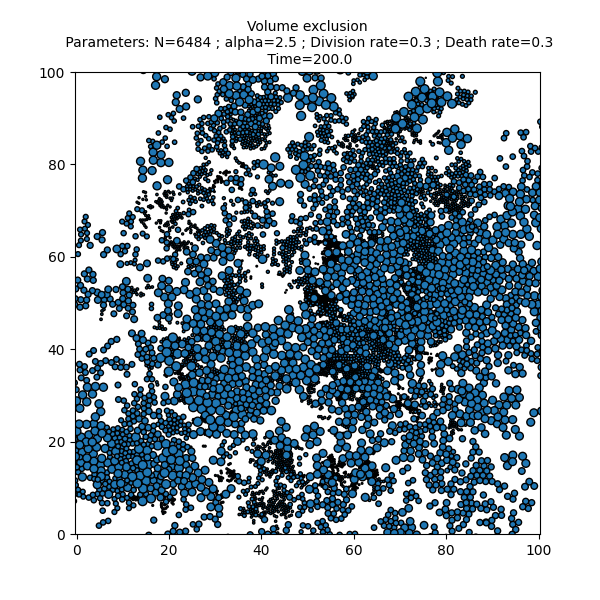 Volume exclusion
Parameters: N=6484 ; alpha=2.5 ; Division rate=0.3 ; Death rate=0.3
Time=200.0
100
80
60
40
20
0
0 20 40 60 80 100